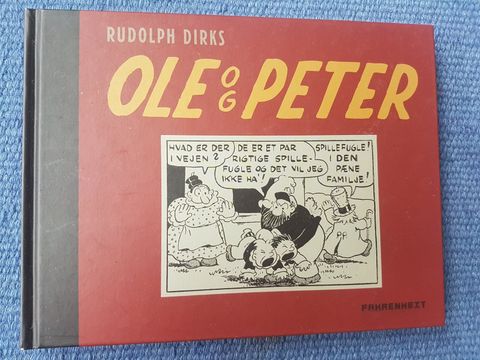 RUDOLPH DIRKS
OLE OG PETER
HVAD ER DER
I VEJEN?
DE ER ET PAR
RIGTIGE SPILLE-
FUGLE OG DET VIL JEG
IKKE HA'!
SPILLEFUGLE!
I DEN
PÆNE
FAMILJE!
FAHRENHEIT